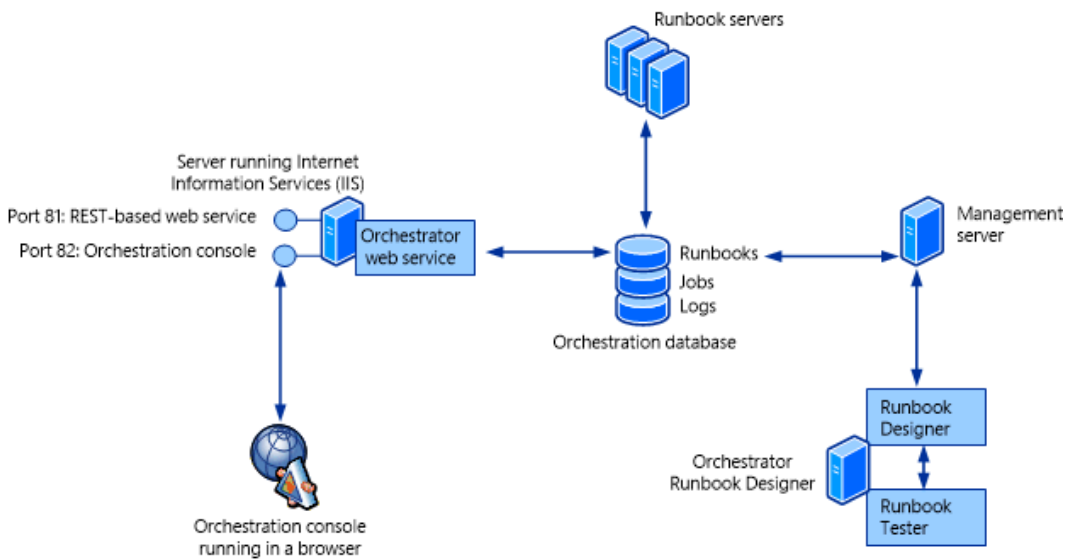 Runbook servers
Server running Internet
Information Services (IIS)
Port 81: REST-based web service
Port 82: Orchestration console
Orchestrator
web service
Runbooks
Jobs
Logs
Orchestration database
Management
server
Runbook
Designer
Orchestrator
Runbook Designer
Runbook
Tester
Orchestration console
running in a browser